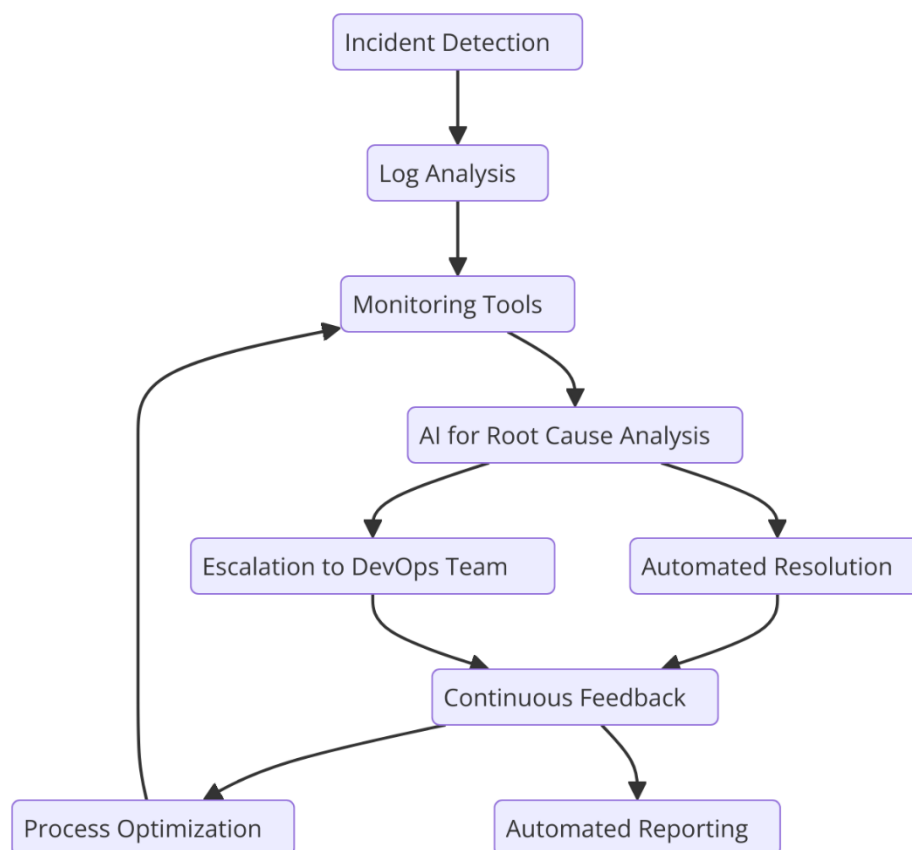 Incident Detection
Log Analysis
Monitoring Tools
AI for Root Cause Analysis
Escalation to DevOps Team
Automated Resolution
Continuous Feedback
Process Optimization
Automated Reporting